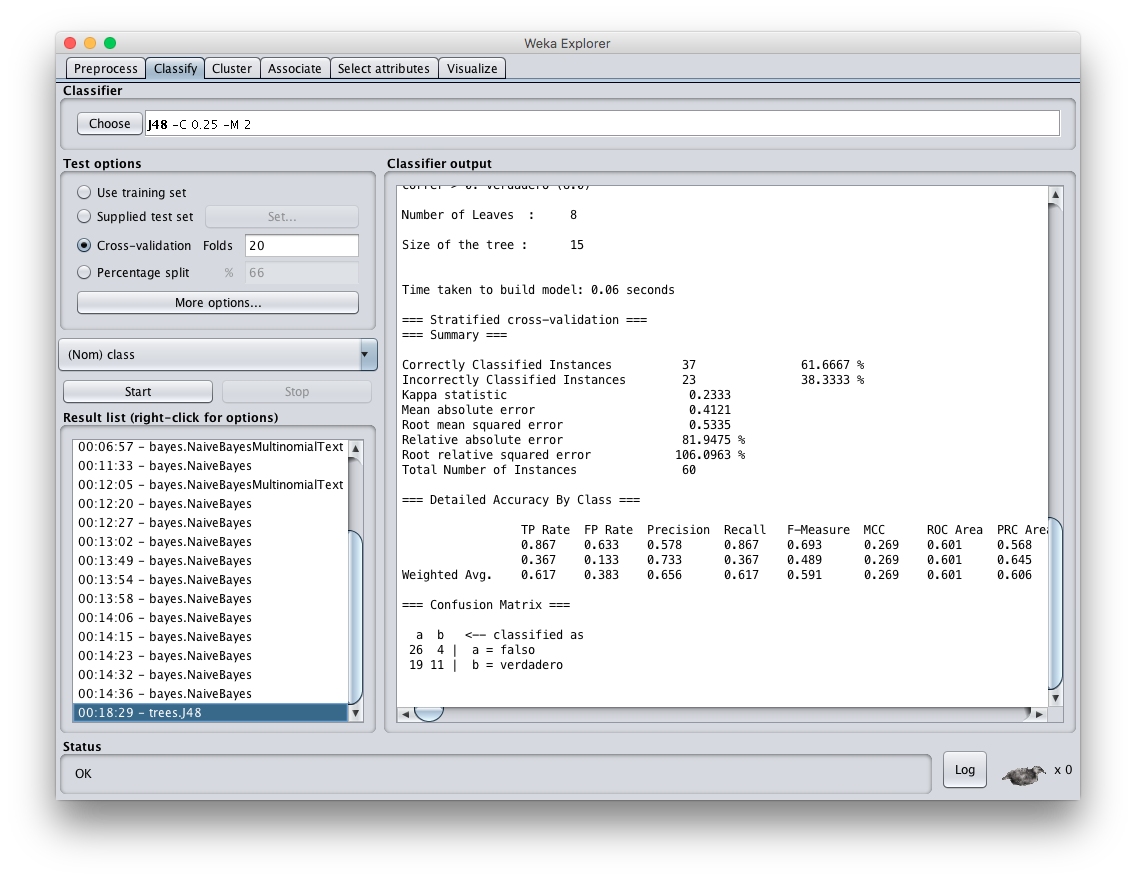 Weka Explorer
Preprocess Classify Cluster Associate Select attributes Visualize
Classifier
Choose J48 -C 0.25 -M 2
Test options
Use training set
Supplied test set Set...
Cross-validation Folds 20
Percentage split % 66
More options...
(Nom) class
Start Stop
Result list (right-click for options)
00:06:57 - bayes.NaiveBayesMultinomialText
00:11:33 - bayes.NaiveBayes
00:12:05 - bayes.NaiveBayesMultinomialText
00:12:20 - bayes.NaiveBayes
00:12:27 - bayes.NaiveBayes
00:13:02 - bayes.NaiveBayes
00:13:49 - bayes.NaiveBayes
00:13:54 - bayes.NaiveBayes
00:13:58 - bayes.NaiveBayes
00:14:06 - bayes.NaiveBayes
00:14:15 - bayes.NaiveBayes
00:14:23 - bayes.NaiveBayes
00:14:32 - bayes.NaiveBayes
00:14:36 - bayes.NaiveBayes
00:18:29 - trees.J48
Classifier output
Number of Leaves : 8
Size of the tree : 15
Time taken to build model: 0.06 seconds
=== Stratified cross-validation ===
=== Summary ===
Correctly Classified Instances 37 61.6667 %
Incorrectly Classified Instances 23 38.3333 %
Kappa statistic 0.2333
Mean absolute error 0.4121
Root mean squared error 0.5335
Relative absolute error 81.9475 %
Root relative squared error 106.0963 %
Total Number of Instances 60
=== Detailed Accuracy By Class ===
TP Rate FP Rate Precision Recall F-Measure MCC ROC Area PRC Area
0.867 0.633 0.578 0.867 0.693 0.269 0.601 0.568
0.367 0.133 0.733 0.367 0.489 0.269 0.601 0.645
Weighted Avg. 0.617 0.383 0.656 0.617 0.591 0.269 0.601 0.606
=== Confusion Matrix ===
a b <-- classified as
26 4 | a = falso
19 11 | b = verdadero
Status
OK
Log
x 0